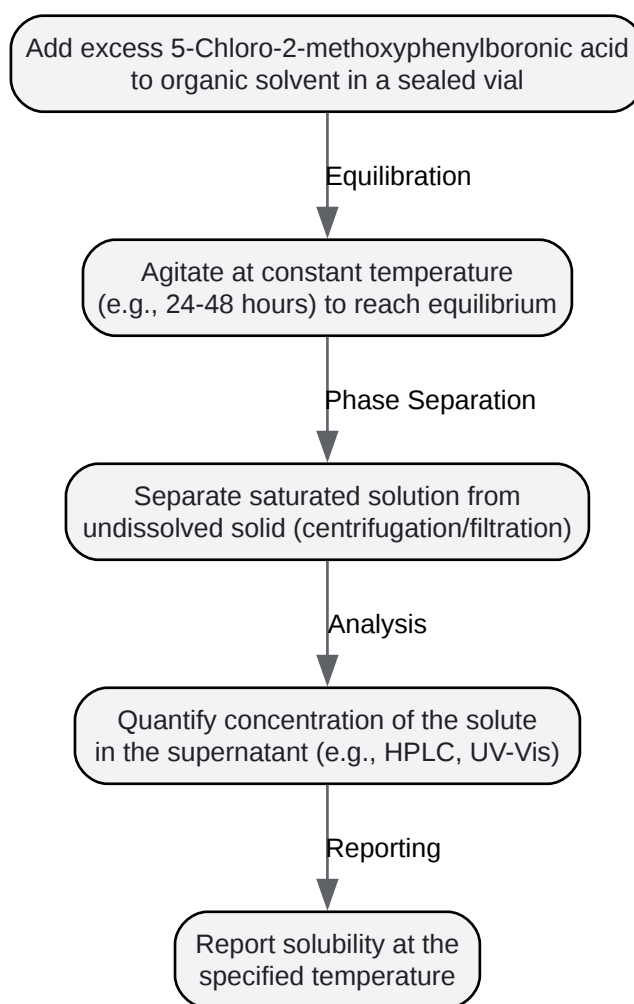 Add excess 5-Chloro-2-methoxyphenylboronic acid
to organic solvent in a sealed vial
Equilibration
Agitate at constant temperature
(e.g., 24-48 hours) to reach equilibrium
Phase Separation
Separate saturated solution from
undissolved solid (centrifugation/filtration)
Analysis
Quantify concentration of the solute
in the supernatant (e.g., HPLC, UV-Vis)
Reporting
Report solubility at the
specified temperature